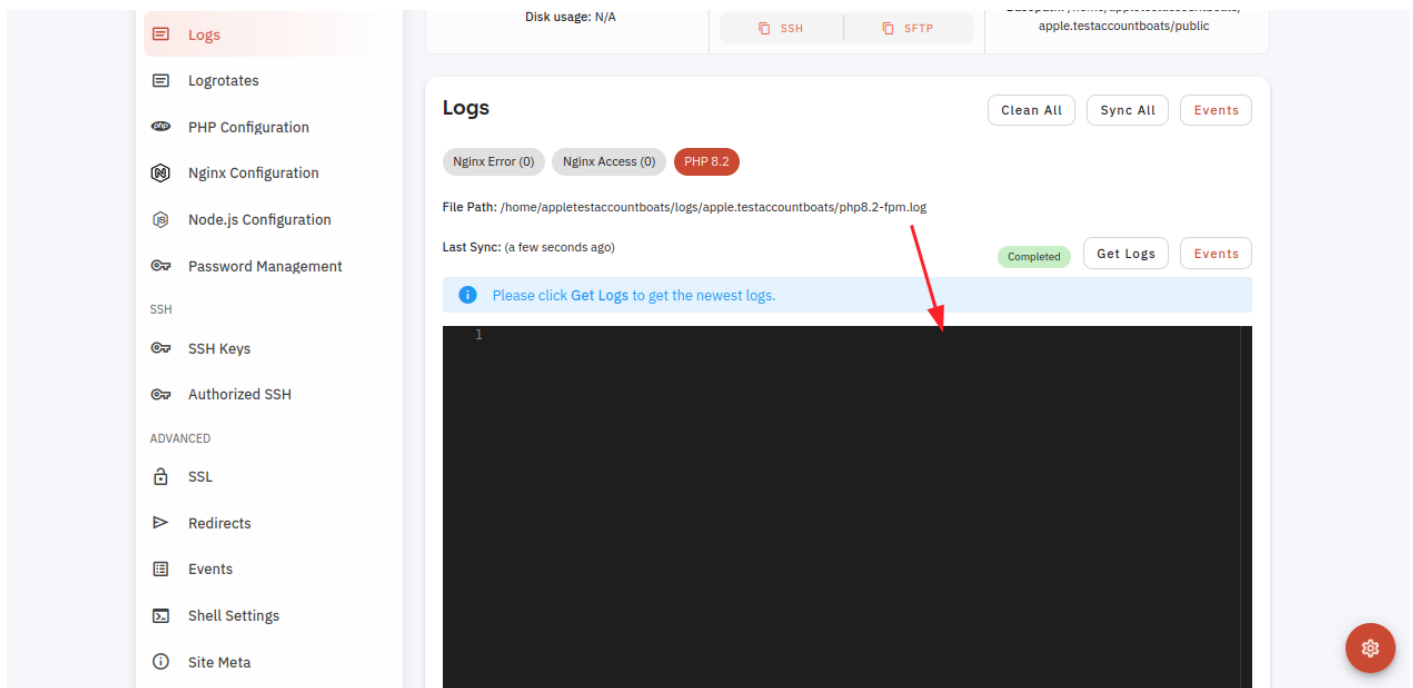 Disk usage: N/A
SSH
SFTP
apple.testaccountboats/public
Logs
Logrotates
PHP Configuration
Nginx Configuration
Node.js Configuration
Password Management
SSH
SSH Keys
Authorized SSH
ADVANCED
SSL
Redirects
Events
Shell Settings
Site Meta
Logs
Clean All
Sync All
Events
Nginx Error (0)
Nginx Access (0)
PHP 8.2
File Path: /home/appletestaccountboats/logs/apple.testaccountboats/php8.2-fpm.log
Last Sync: (a few seconds ago)
Completed
Get Logs
Events
Please click Get Logs to get the newest logs.
1